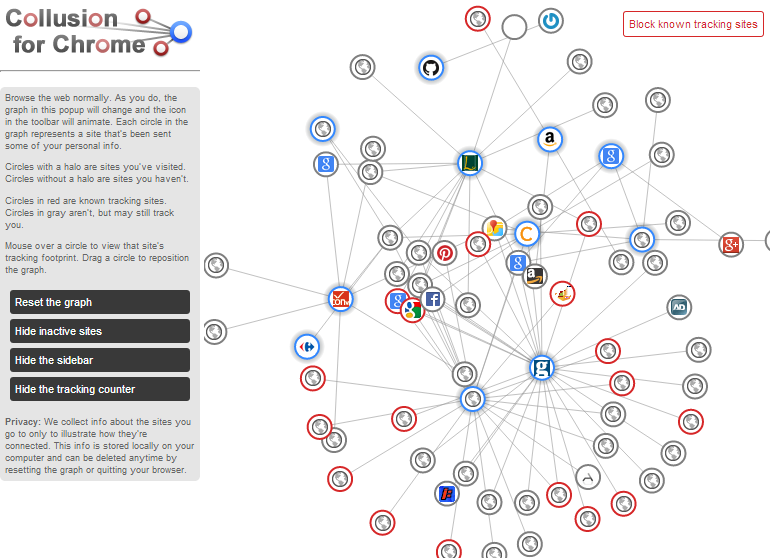 Collusion
for Chrome
Block known tracking sites
Browse the web normally. As you do, the
graph in this popup will change and the icon
in the toolbar will animate. Each circle in the
graph represents a site that's been sent
some of your personal info.
Circles with a halo are sites you've visited.
Circles without a halo are sites you haven't.
Circles in red are known tracking sites.
Circles in gray aren't, but may still track
you.
Mouse over a circle to view that site's
tracking footprint. Drag a circle to reposition
the graph.
Reset the graph
Hide inactive sites
Hide the sidebar
Hide the tracking counter
Privacy: We collect info about the sites you
go to only to illustrate how they're
connected. This info is stored locally on your
computer and can be deleted anytime by
resetting the graph or quitting your browser.
a
g
g
C
g
a
g+
g
f
g
AD
g